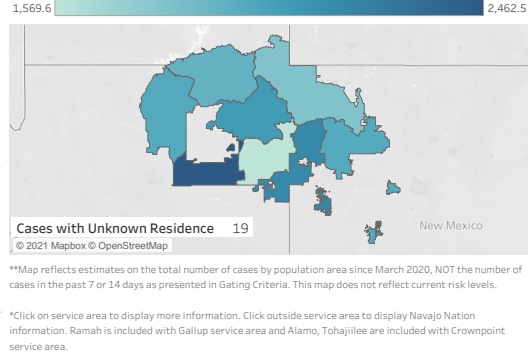 1,569.6
2,462.5
New Mexico
Cases with Unknown Residence 19
© 2021 Mapbox © OpenStreetMap
**Map reflects estimates on the total number of cases by population area since March 2020, NOT the number of
cases in the past 7 or 14 days as presented in Gating Criteria. This map does not reflect current risk levels.
*Click on service area to display more information. Click outside service area to display Navajo Nation
information. Ramah is included with Gallup service area and Alamo, Tohajiilee are included with Crownpoint
service area.